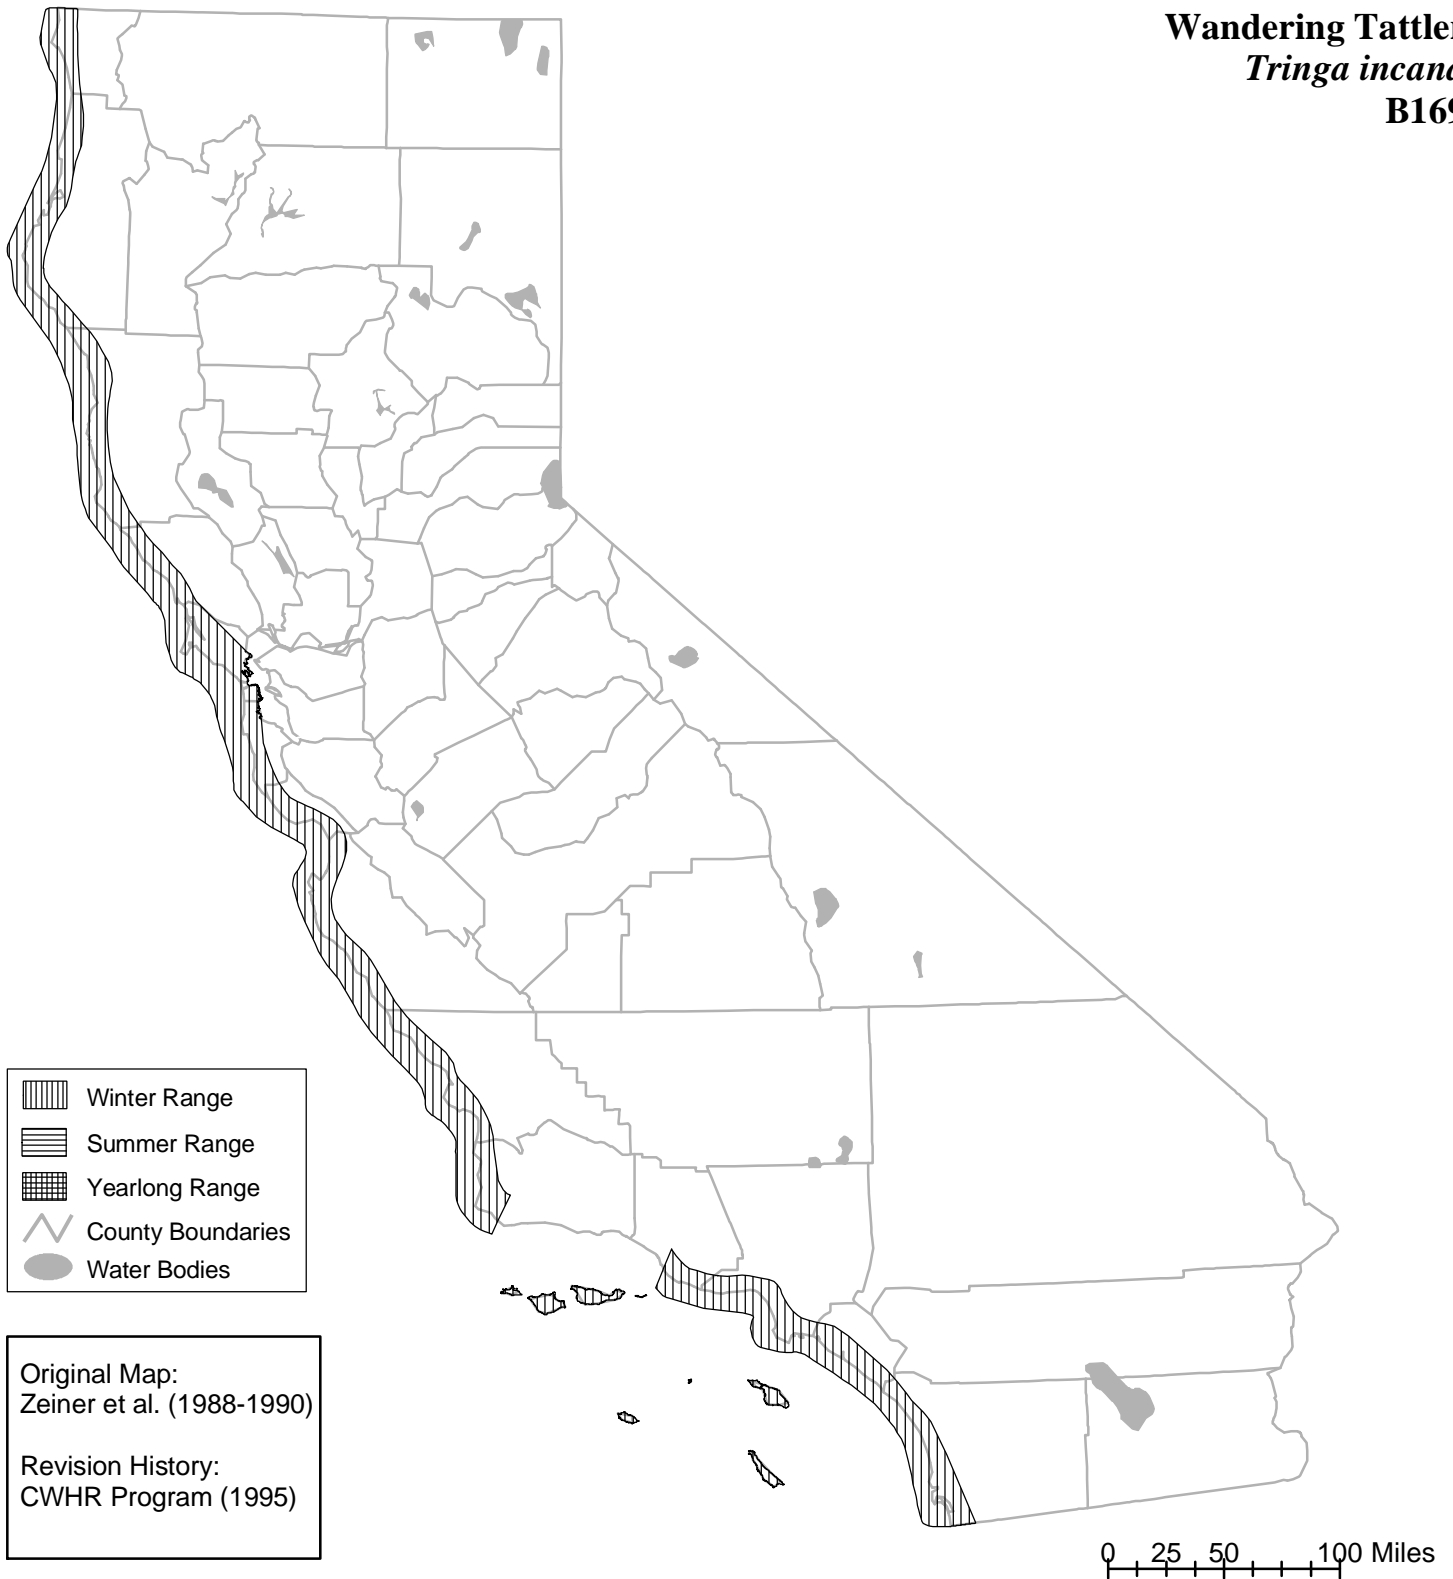 Wandering Tattler
Tringa incana
B169
Winter Range
Summer Range
Yearlong Range
County Boundaries
Water Bodies
Original Map:
Zeiner et al. (1988-1990)
Revision History:
CWHR Program (1995)
0 25 50 100 Miles